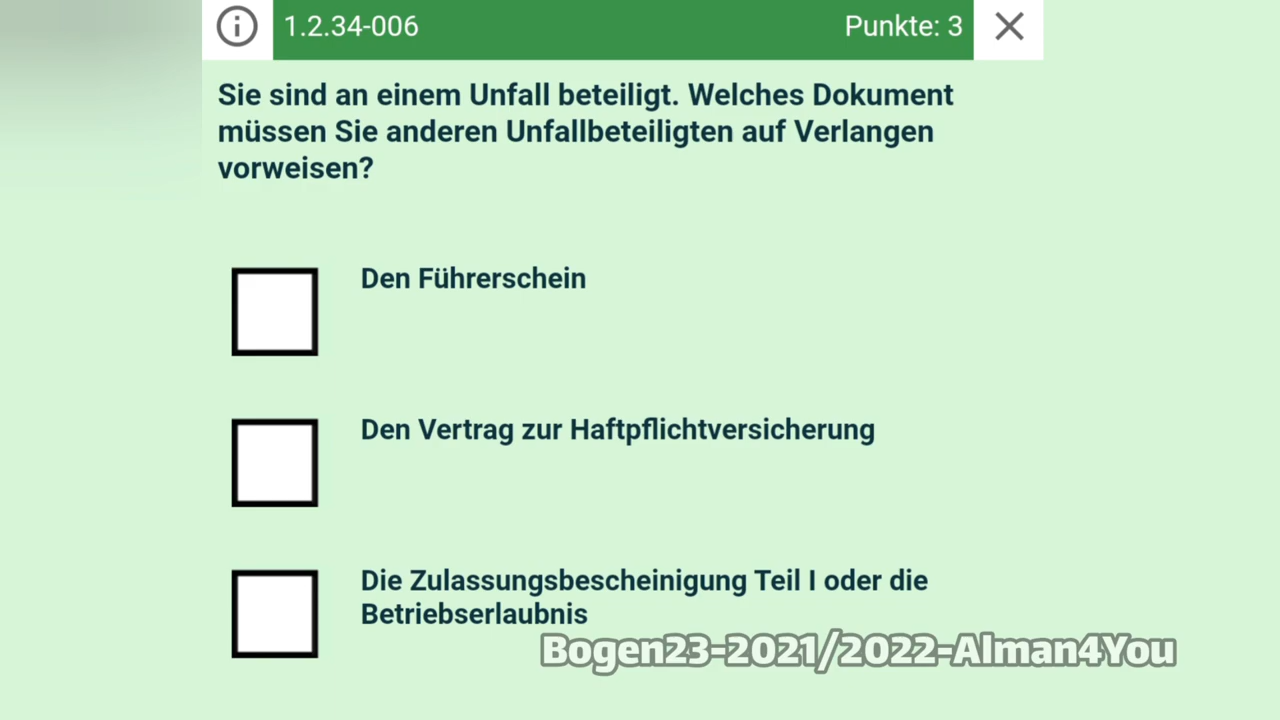 1.2.34-006 Punkte: 3
Sie sind an einem Unfall beteiligt. Welches Dokument
müssen Sie anderen Unfallbeteiligten auf Verlangen
vorweisen?
Den Führerschein
Den Vertrag zur Haftpflichtversicherung
Die Zulassungsbescheinigung Teil I oder die
Betriebserlaubnis
Bogen23-2021/2022-Alman4You